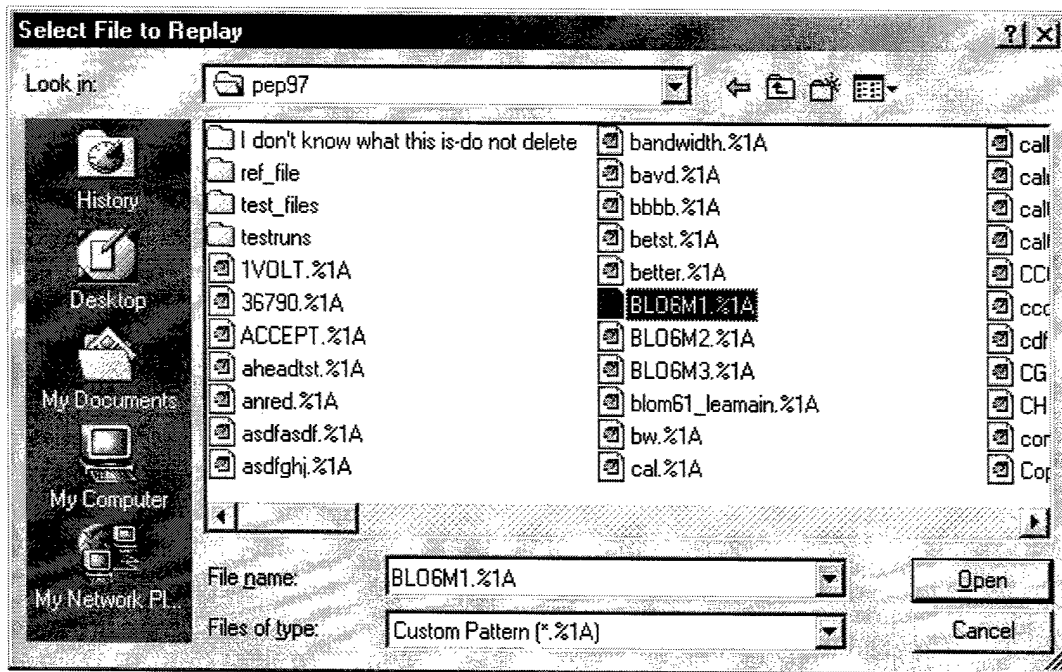 Select File to Replay
Look in:
pep97
History
Desktop
My Documents
My Computer
My Network Pl...
I don't know what this is-do not delete
ref_file
test_files
testruns
1VOLT.%1A
36790.%1A
ACCEPT.%1A
aheadtst.%1A
anred.%1A
asdfasdf.%1A
asdfghj.%1A
bandwidth.%1A
bavd.%1A
bbbb.%1A
betst.%1A
better.%1A
BLO6M1.%1A
BLO6M2.%1A
BLO6M3.%1A
blom61_leamain.%1A
bw.%1A
cal.%1A
File name:
BLO6M1.%1A
Open
Files of type:
Custom Pattern (*.%1A)
Cancel